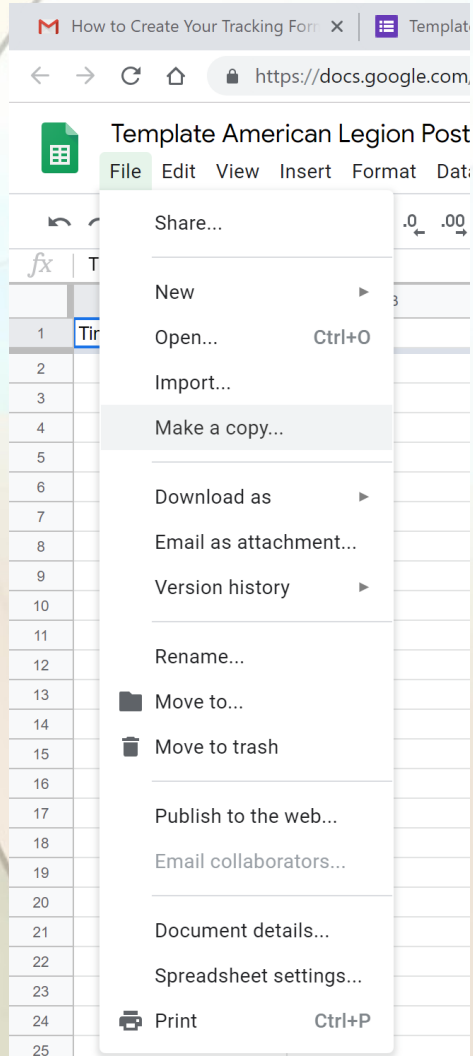 How to Create Your Tracking For
Templat
https://docs.google.com/
Template American Legion Post
File Edit View Insert Format Data
.0 .00
fx T
B
1 Tim
2
3
4
5
6
7
8
9
10
11
12
13
14
15
16
17
18
19
20
21
22
23
24
25
Share...
New ►
Open... Ctrl+O
Import...
Make a copy...
Download as ►
Email as attachment...
Version history ►
Rename...
Move to...
Move to trash
Publish to the web...
Email collaborators...
Document details...
Spreadsheet settings...
Print Ctrl+P